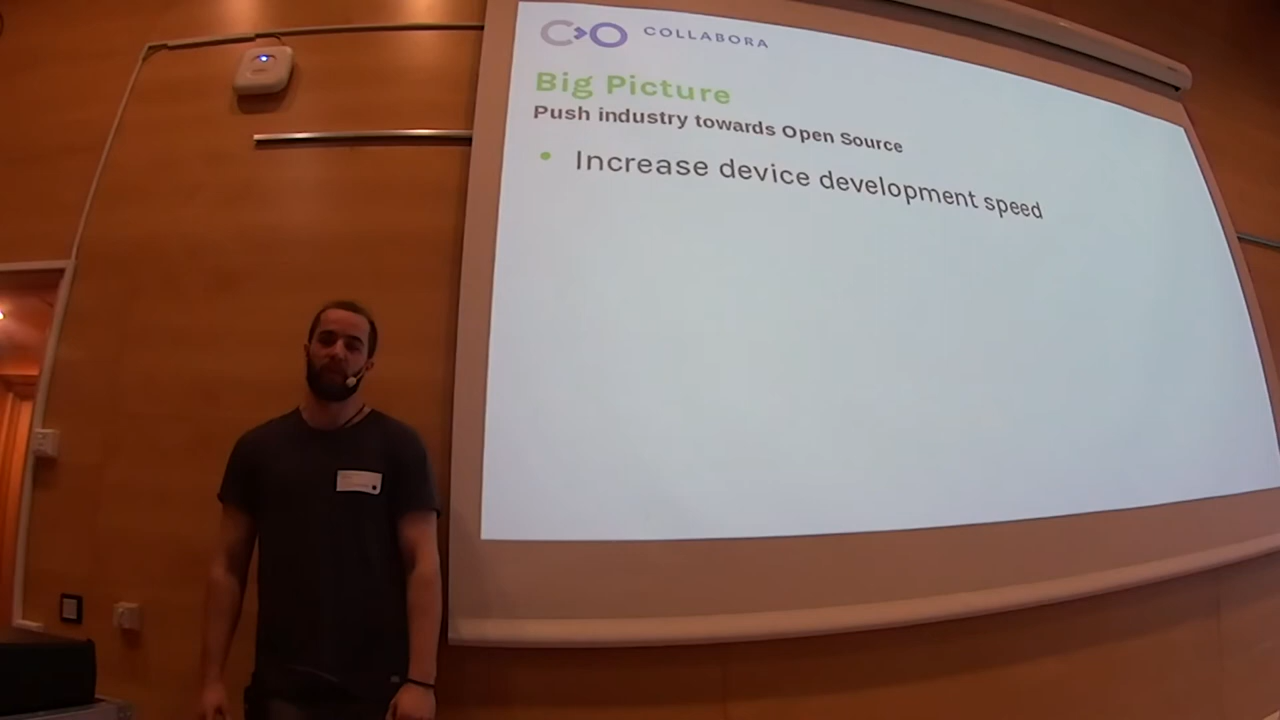 COLLABORA
Big Picture
Push industry towards Open Source
• Increase device development speed